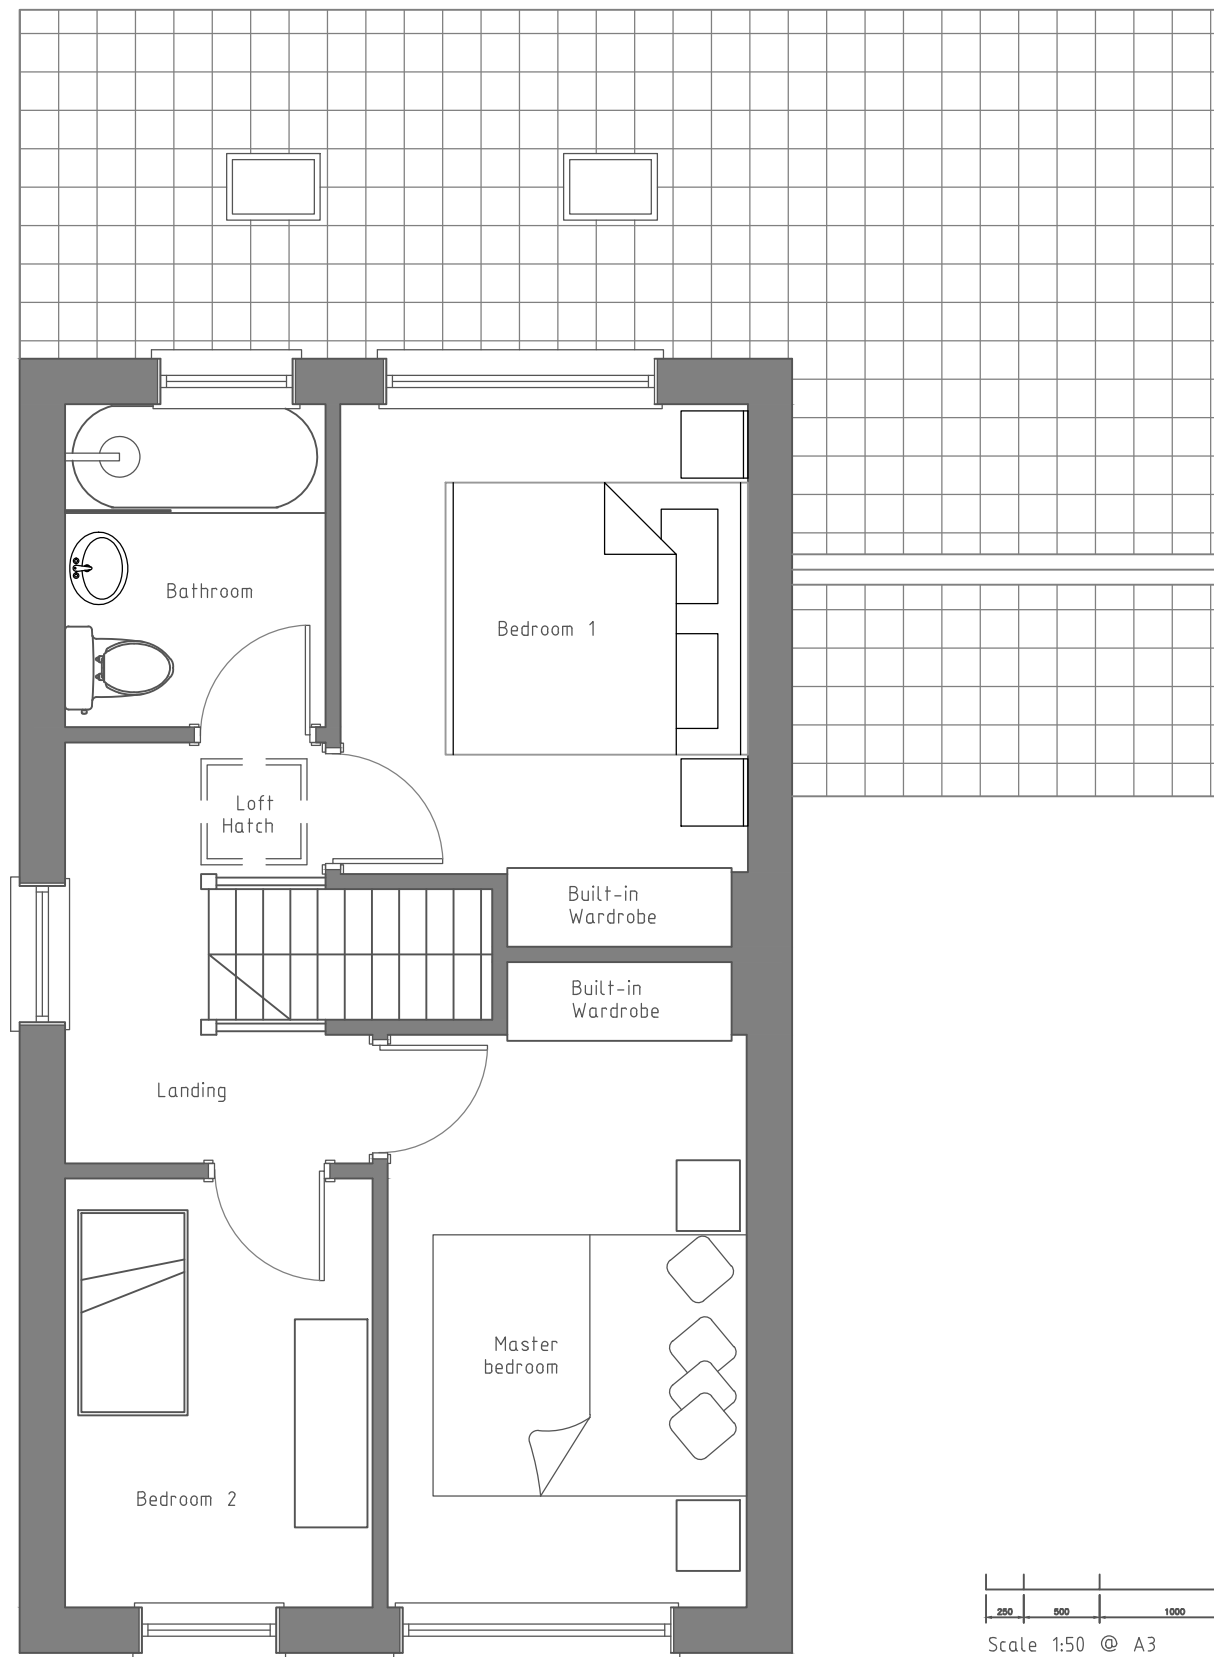 Bathroom
Bedroom 1
Loft
Hatch
Built-in
Wardrobe
Built-in
Wardrobe
Landing
Master
bedroom
Bedroom 2
250 500 1000
Scale 1:50 @ A3